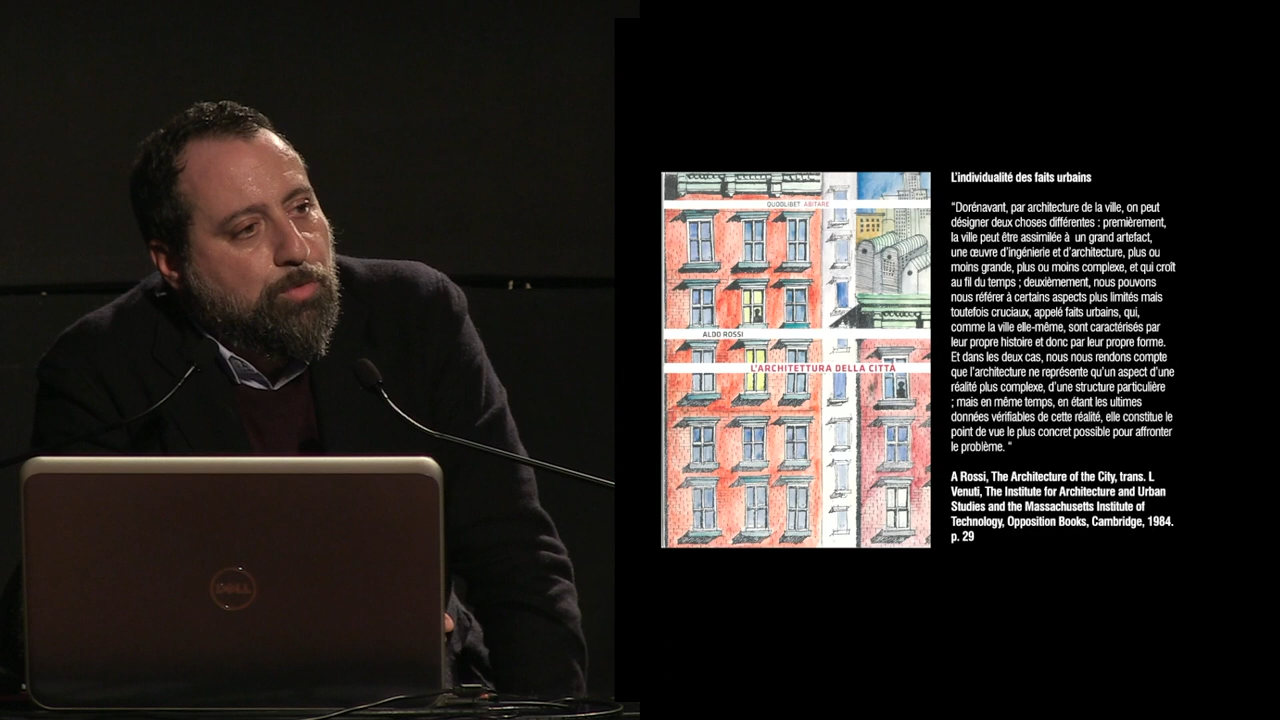 DELL
QUODLIBET ABITARE
ALDO ROSSI
L'ARCHITETTURA DELLA CITTÀ
L'individualité des faits urbains
"Dorénavant, par architecture de la ville, on peut
désigner deux choses différentes : premièrement,
la ville peut être assimilée à un grand artefact,
une œuvre d'ingénierie et d'architecture, plus ou
moins grande, plus ou moins complexe, et qui croît
au fil du temps ; deuxièmement, nous pouvons
nous référer à certains aspects plus limités mais
toutefois cruciaux, appelé faits urbains, qui,
comme la ville elle-même, sont caractérisés par
leur propre histoire et donc par leur propre forme.
Et dans les deux cas, nous nous rendons compte
que l'architecture ne représente qu'un aspect d'une
réalité plus complexe, d'une structure particulière
; mais en même temps, en étant les ultimes
données vérifiables de cette réalité, elle constitue le
point de vue le plus concret possible pour affronter
le problème. "
A Rossi, The Architecture of the City, trans. L
Venuti, The Institute for Architecture and Urban
Studies and the Massachusetts Institute of
Technology, Opposition Books, Cambridge, 1984.
p. 29